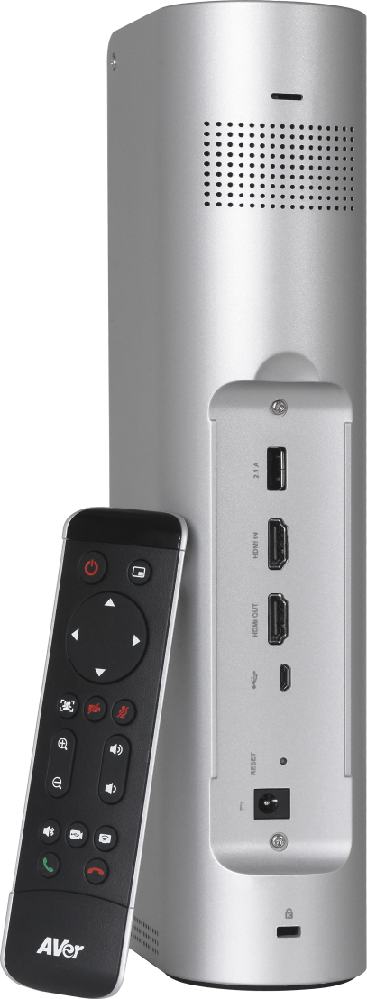 2.1 A
HDMI IN
HDMI OUT
RESET
AVer